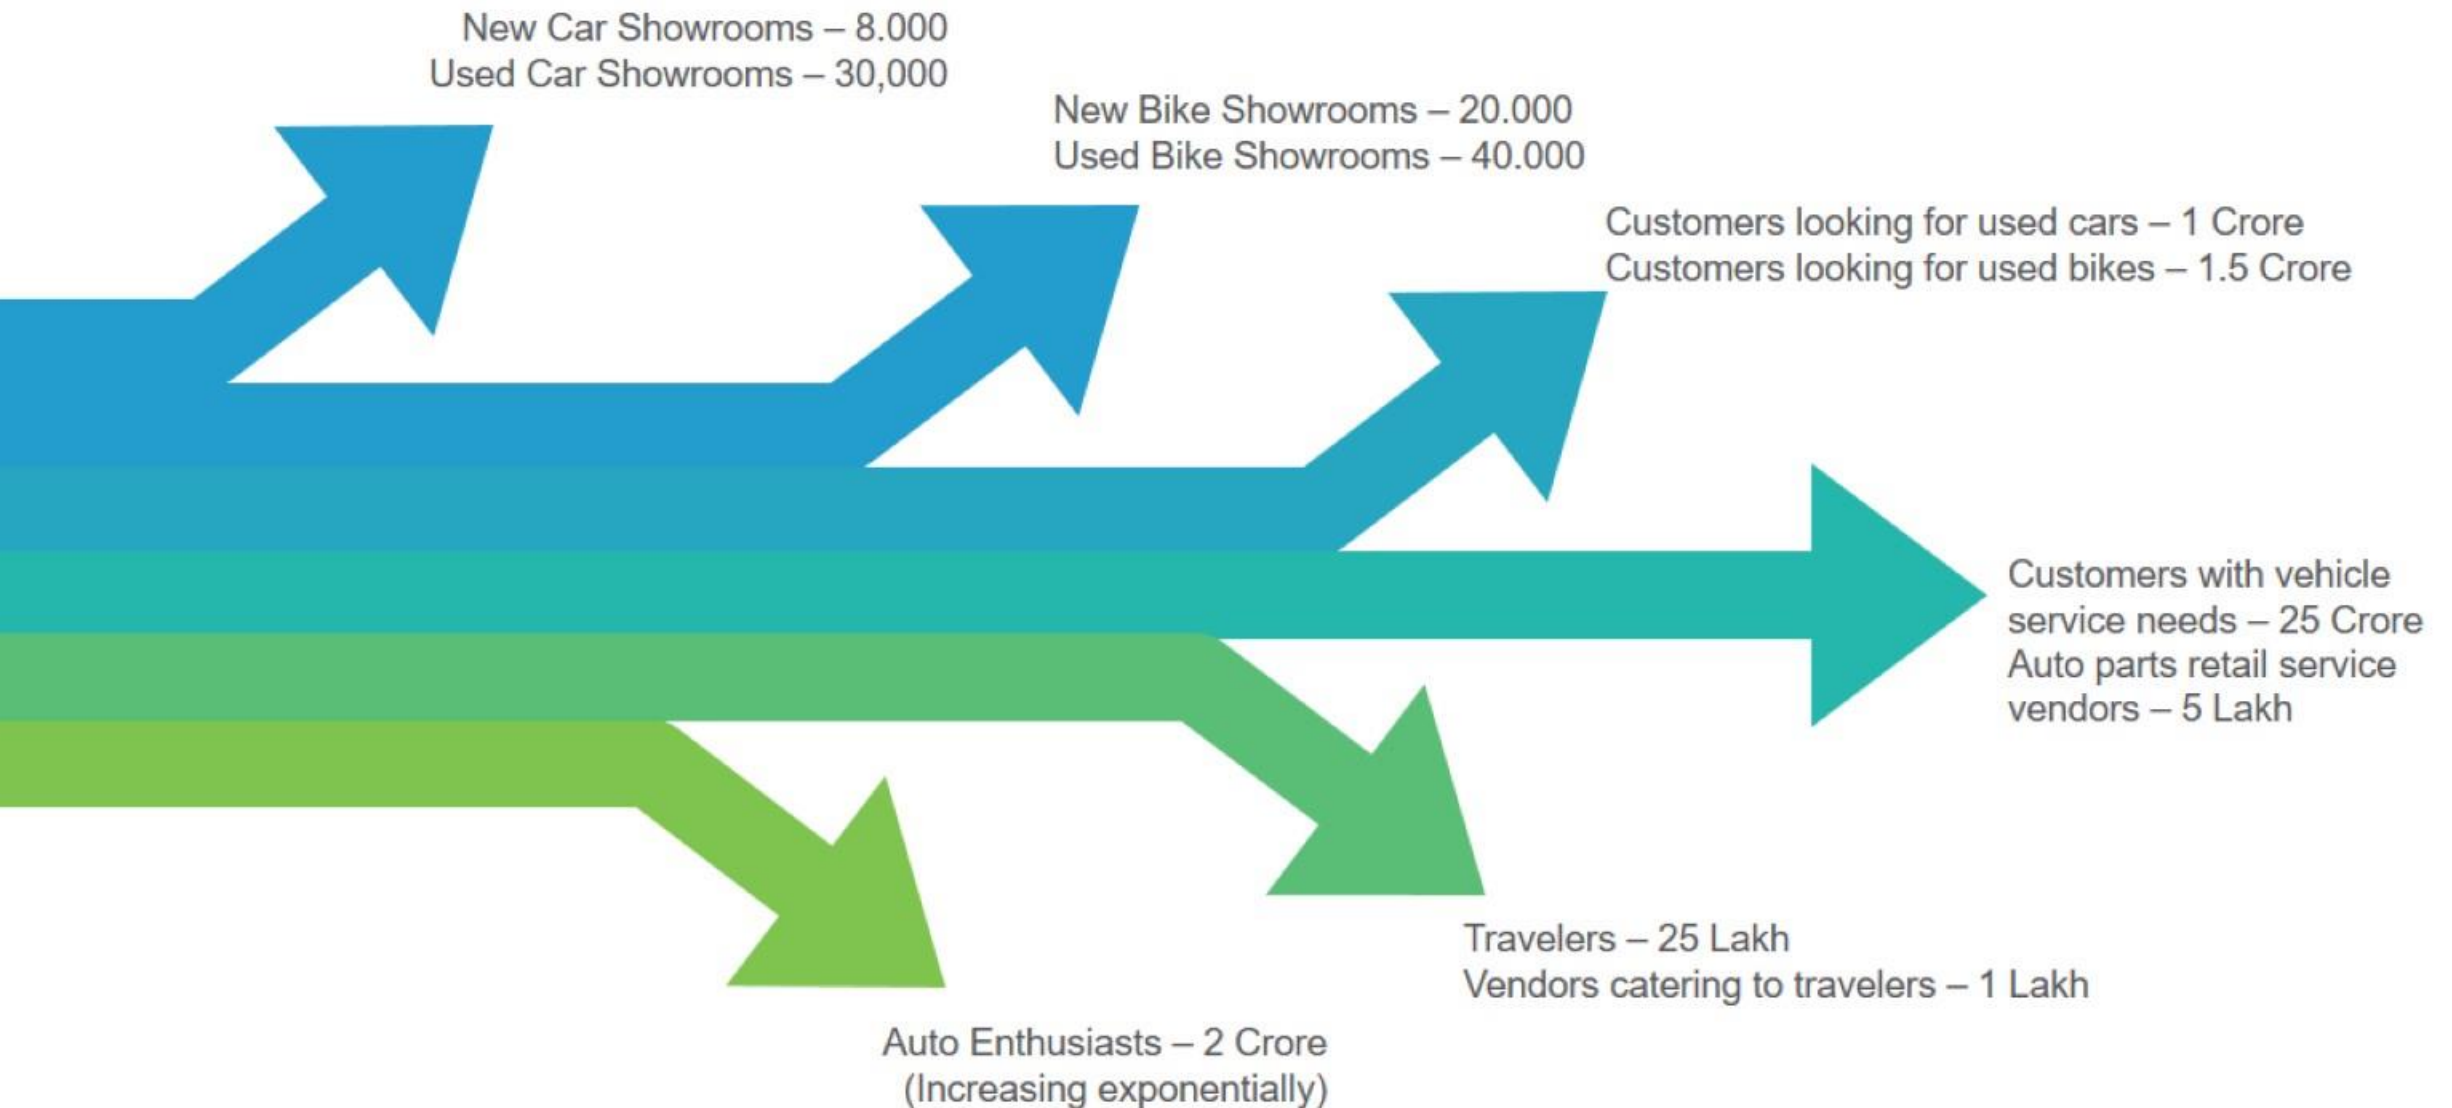 New Car Showrooms – 8.000
Used Car Showrooms – 30,000
New Bike Showrooms – 20.000
Used Bike Showrooms – 40.000
Customers looking for used cars – 1 Crore
Customers looking for used bikes – 1.5 Crore
Customers with vehicle
service needs – 25 Crore
Auto parts retail service
vendors – 5 Lakh
Travelers – 25 Lakh
Vendors catering to travelers – 1 Lakh
Auto Enthusiasts – 2 Crore
(Increasing exponentially)